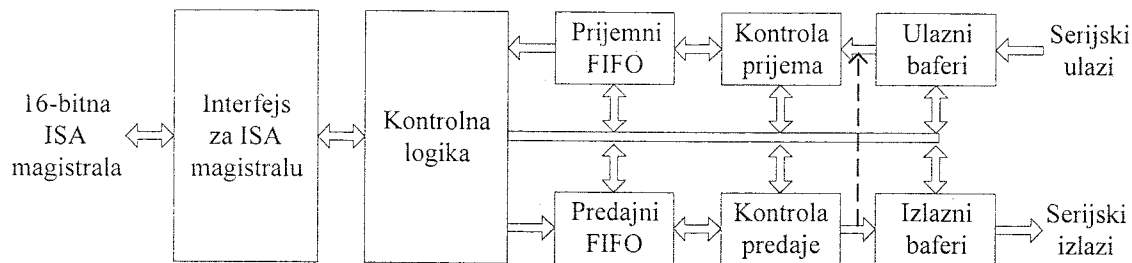 16-bitna
ISA
magistrala
Interfejs
za ISA
magistralu
Kontrolna
logika
Prijemni
FIFO
Kontrola
prijema
Ulazni
baferi
Serijski
ulazi
Predajni
FIFO
Kontrola
predaje
Izlazni
baferi
Serijski
izlazi